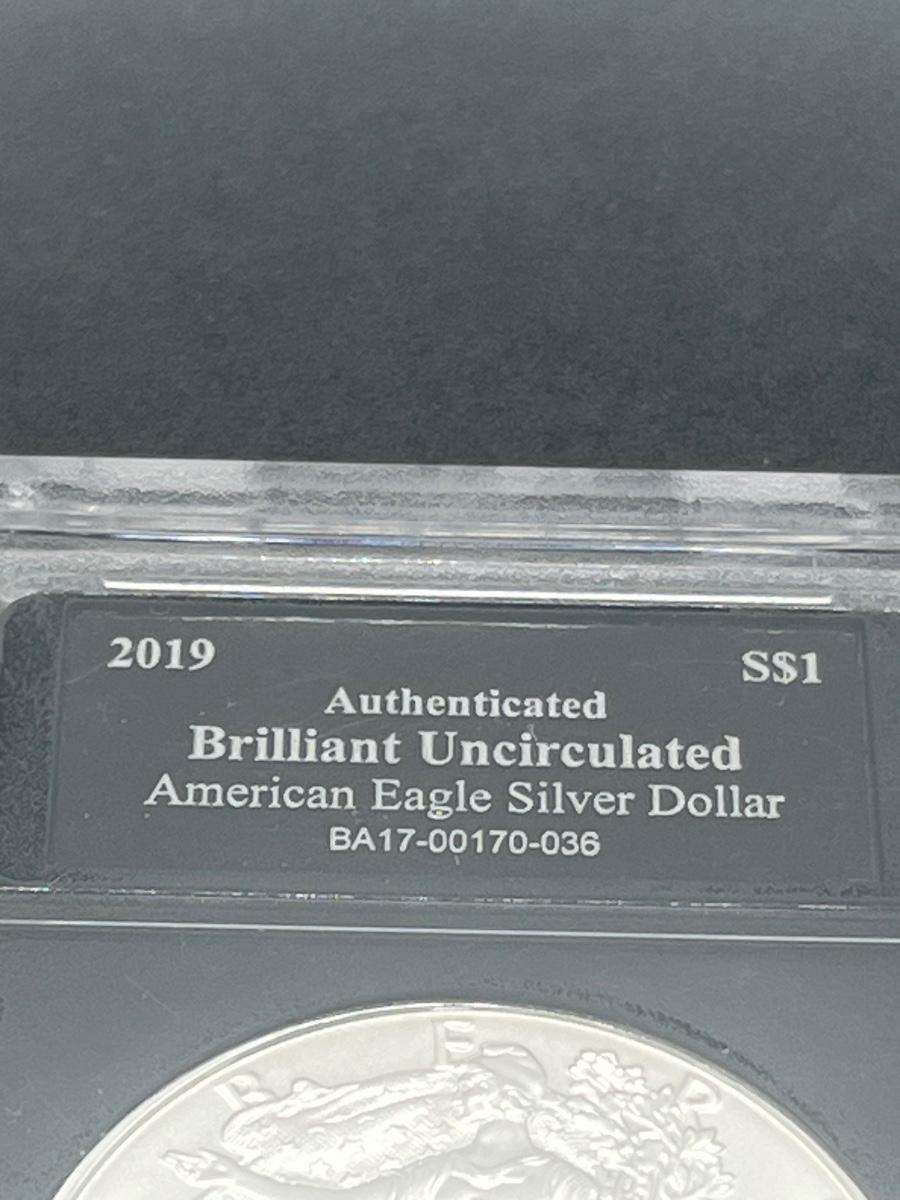 2019 S$1
Authenticated
Brilliant Uncirculated
American Eagle Silver Dollar
BA17-00170-036